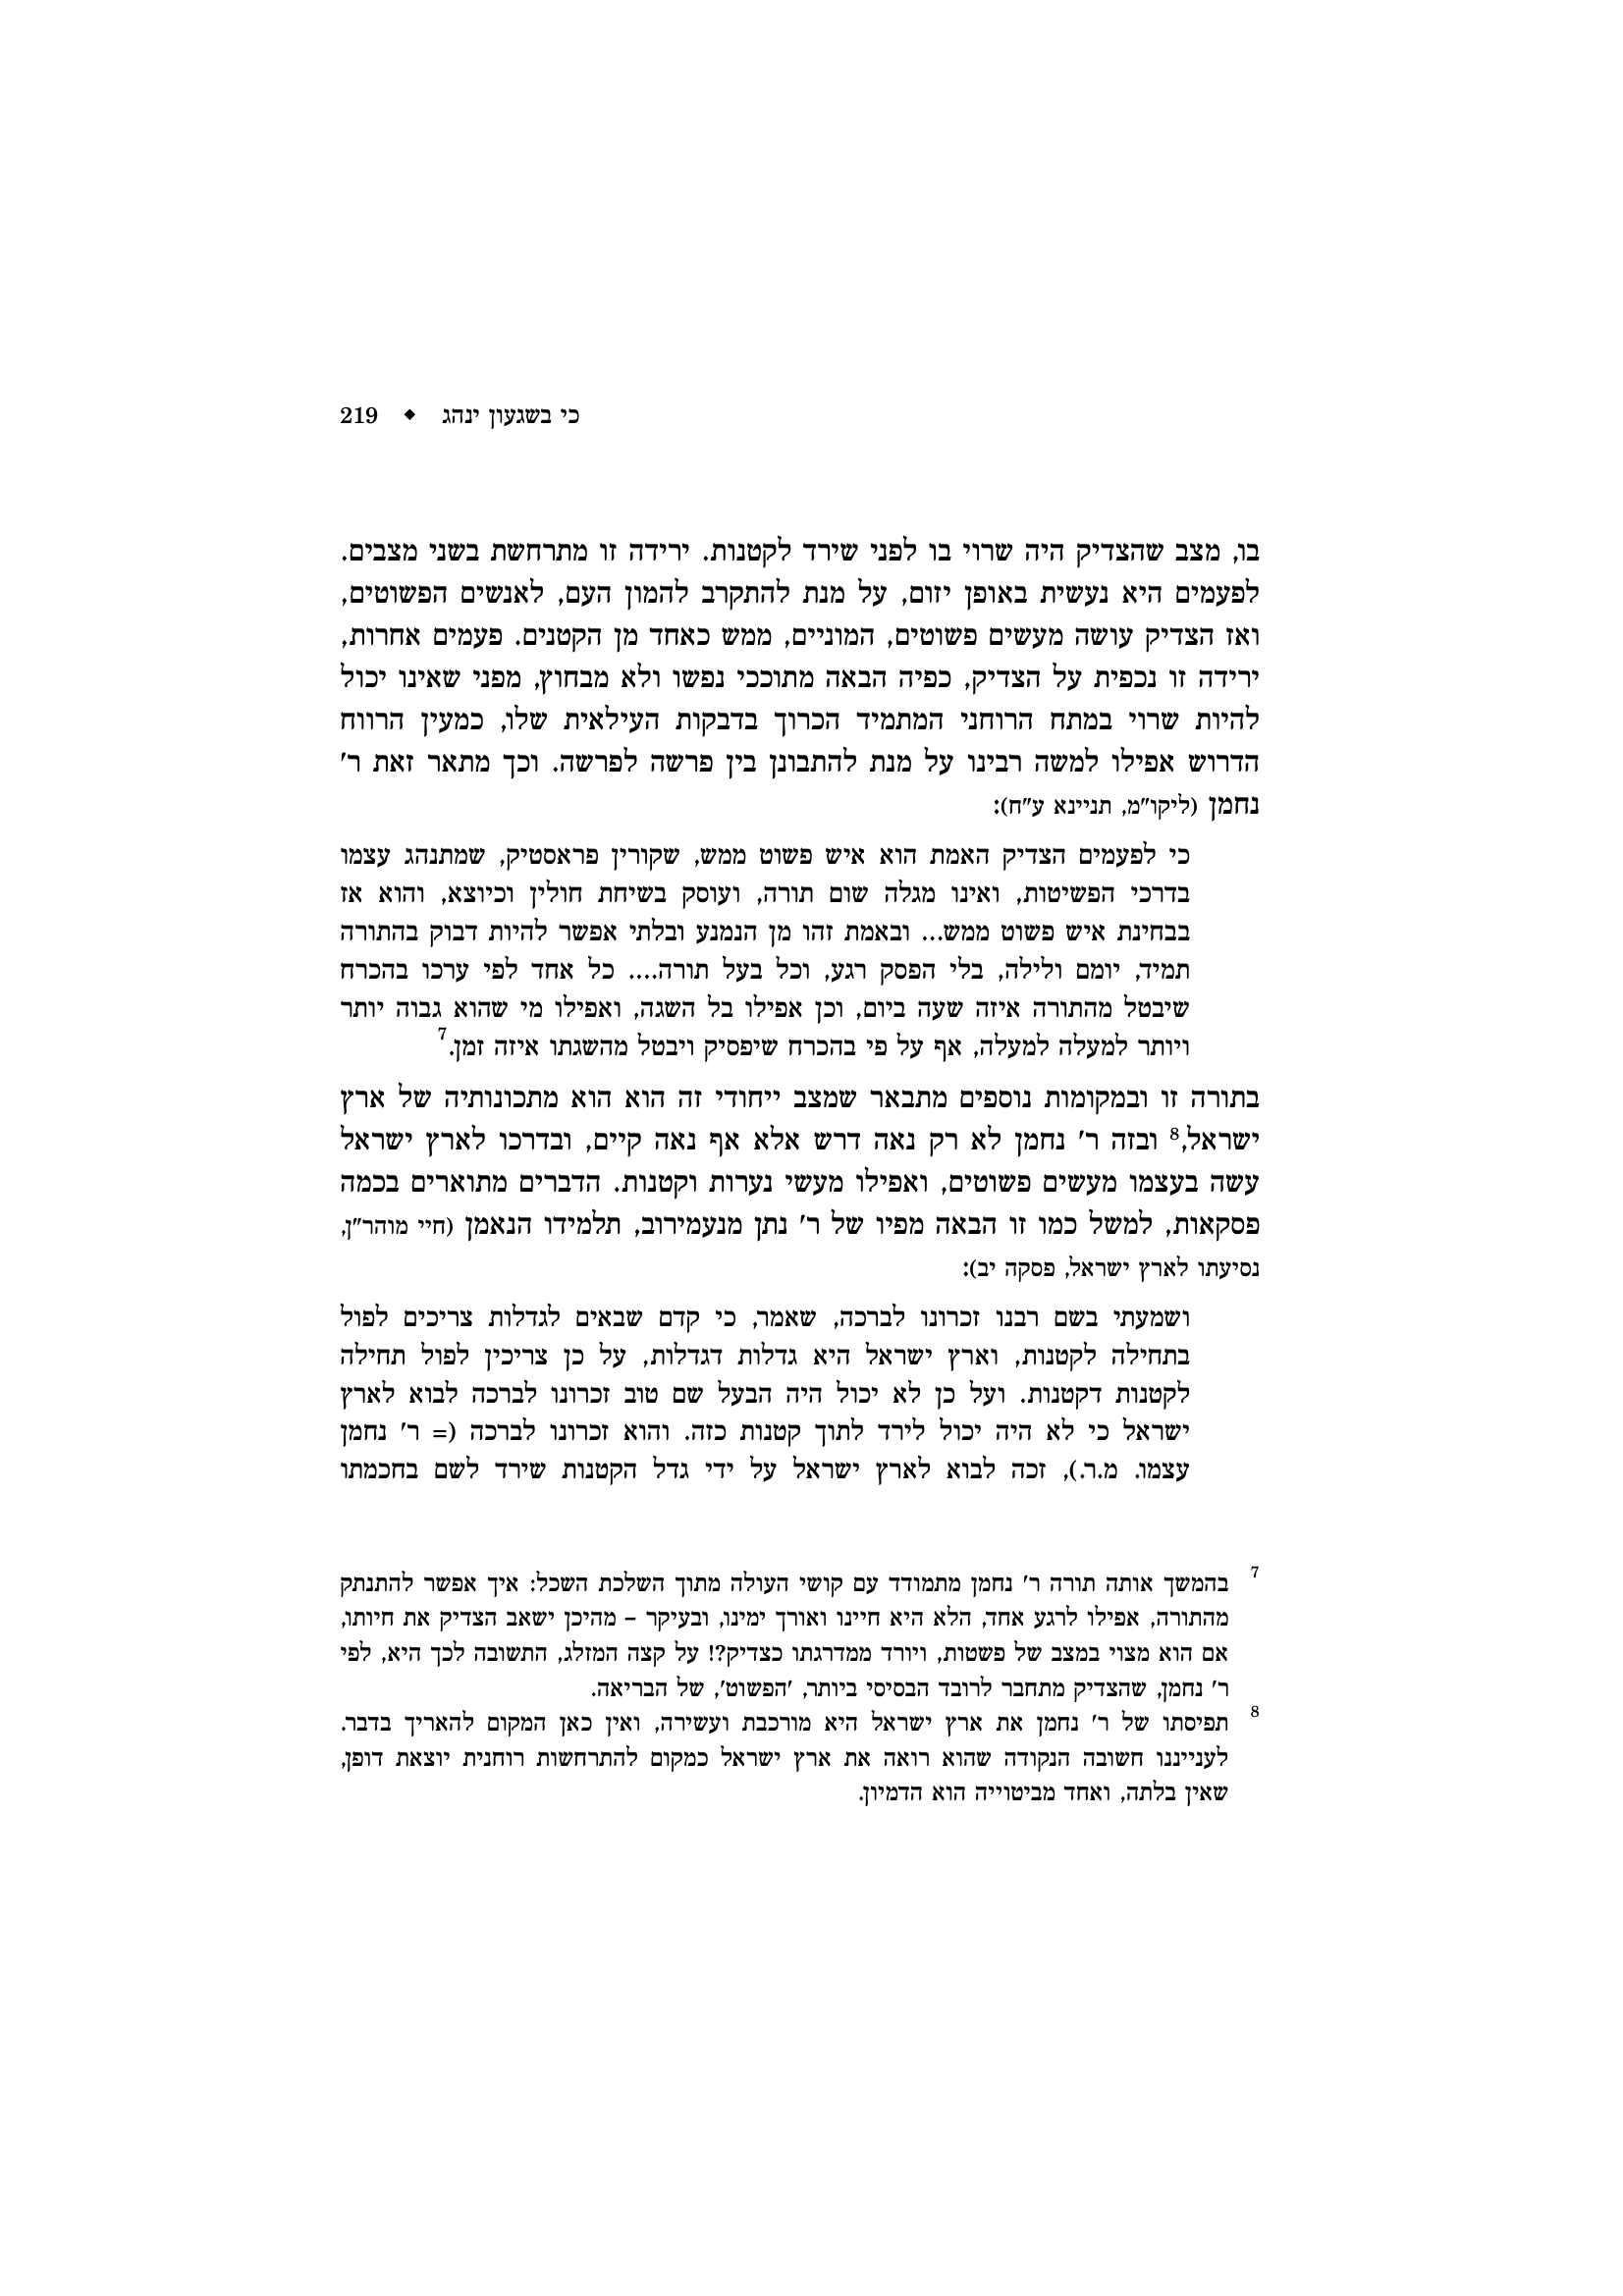 כי בשגעון ינהג ◆ 219
בו, מצב שהצדיק היה שרוי בו לפני שירד לקטנות. ירידה זו מתרחשת בשני מצבים.
לפעמים היא נעשית באופן יזום, על מנת להתקרב להמון העם, לאנשים הפשוטים,
ואז הצדיק עושה מעשים פשוטים, המוניים, ממש כאחד מן הקטנים. פעמים אחרות,
ירידה זו נכפית על הצדיק, כפיה הבאה מתוככי נפשו ולא מבחוץ, מפני שאינו יכול
להיות שרוי במתח הרוחני המתמיד הכרוך בדבקות העילאית שלו, כמעין הרווח
הדרוש אפילו למשה רבינו על מנת להתבונן בין פרשה לפרשה. וכך מתאר זאת ר'
נחמן (ליקו"מ, תניינא ע"ח):
כי לפעמים הצדיק האמת הוא איש פשוט ממש, שקורין פראסטיק, שמתנהג עצמו
בדרכי הפשיטות, ואינו מגלה שום תורה, ועוסק בשיחת חולין וכיוצא, והוא אז
בבחינת איש פשוט ממש... ובאמת זהו מן הנמנע ובלתי אפשר להיות דבוק בהתורה
תמיד, יומם ולילה, בלי הפסק רגע, וכל בעל תורה.... כל אחד לפי ערכו בהכרח
שיבטל מהתורה איזה שעה ביום, וכן אפילו בל השגה, ואפילו מי שהוא גבוה יותר
ויותר למעלה למעלה, אף על פי בהכרח שיפסיק ויבטל מהשגתו איזה זמן.7
בתורה זו ובמקומות נוספים מתבאר שמצב ייחודי זה הוא הוא מתכונותיה של ארץ
ישראל,8 ובזה ר' נחמן לא רק נאה דרש אלא אף נאה קיים, ובדרכו לארץ ישראל
עשה בעצמו מעשים פשוטים, ואפילו מעשי נערות וקטנות. הדברים מתוארים בכמה
פסקאות, למשל כמו זו הבאה מפיו של ר' נתן מנעמירוב, תלמידו הנאמן (חיי מוהר"ן,
נסיעתו לארץ ישראל, פסקה יב):
ושמעתי בשם רבנו זכרונו לברכה, שאמר, כי קדם שבאים לגדלות צריכים לפול
בתחילה לקטנות, וארץ ישראל היא גדלות דגדלות, על כן צריכין לפול תחילה
לקטנות דקטנות. ועל כן לא יכול היה הבעל שם טוב זכרונו לברכה לבוא לארץ
ישראל כי לא היה יכול לירד לתוך קטנות כזה. והוא זכרונו לברכה (= ר' נחמן
עצמו. מ.ר.), זכה לבוא לארץ ישראל על ידי גדל הקטנות שירד לשם בחכמתו
7 בהמשך אותה תורה ר' נחמן מתמודד עם קושי העולה מתוך השלכת השכל: איך אפשר להתנתק
מהתורה, אפילו לרגע אחד, הלא היא חיינו ואורך ימינו, ובעיקר – מהיכן ישאב הצדיק את חיותו,
אם הוא מצוי במצב של פשטות, ויורד ממדרגתו כצדיק?! על קצה המזלג, התשובה לכך היא, לפי
ר' נחמן, שהצדיק מתחבר לרובד הבסיסי ביותר, 'הפשוט', של הבריאה.
8 תפיסתו של ר' נחמן את ארץ ישראל היא מורכבת ועשירה, ואין כאן המקום להאריך בדבר.
לענייננו חשובה הנקודה שהוא רואה את ארץ ישראל כמקום להתרחשות רוחנית יוצאת דופן,
שאין בלתה, ואחד מביטוייה הוא הדמיון.